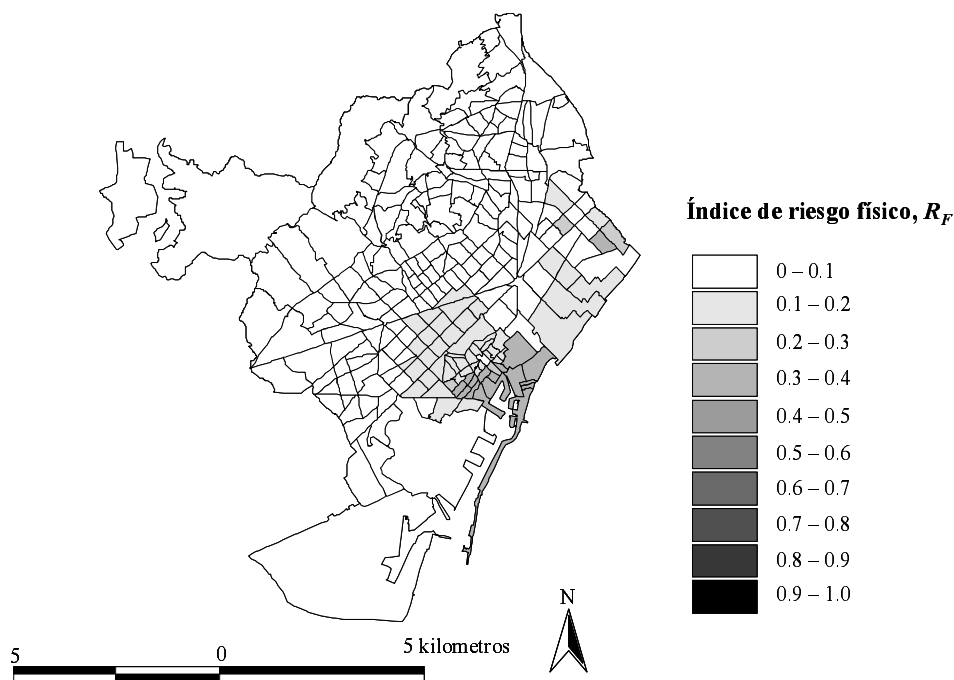 Índice de riesgo físico, R_F
0 – 0.1
0.1 – 0.2
0.2 – 0.3
0.3 – 0.4
0.4 – 0.5
0.5 – 0.6
0.6 – 0.7
0.7 – 0.8
0.8 – 0.9
0.9 – 1.0
N
5 0 5 kilometros